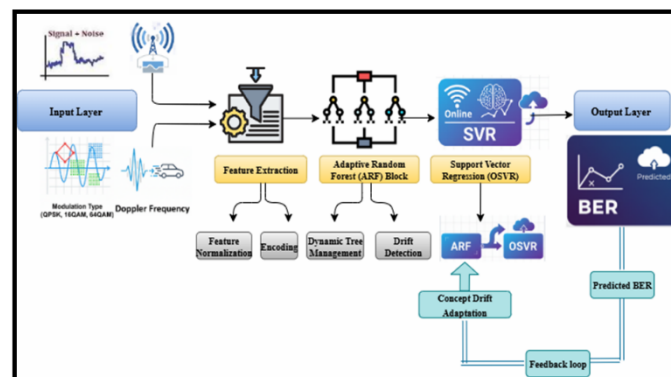 Signal + Noise
Input Layer
Modulation Type
(QPSK, 16QAM, 64QAM)
Doppler Frequency
Feature Extraction
Feature
Normalization
Encoding
Adaptive Random
Forest (ARF) Block
Dynamic Tree
Management
Drift
Detection
Online
SVR
Support Vector
Regression (OSVR)
ARF
OSVR
Concept Drift
Adaptation
Output Layer
Predicted
BER
Predicted BER
Feedback loop